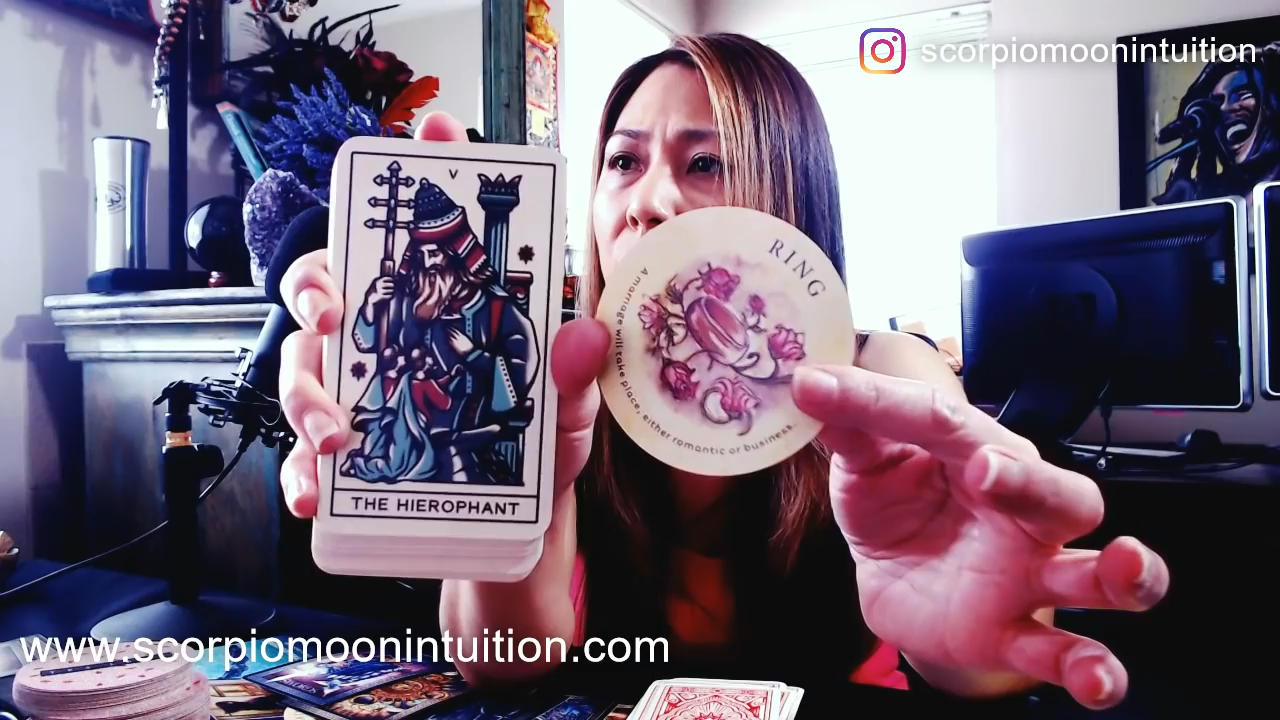 scorpiomoonintuition
V
THE HIEROPHANT
RING
A marriage will take place, either romantic or business...
www.scorpiomoonintuition.com